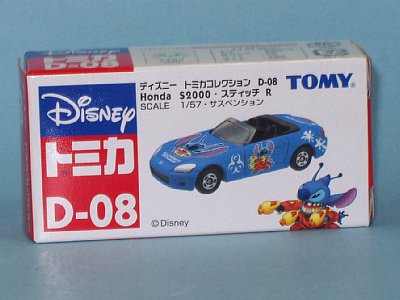 ディズニー トミカコレクション D-08
Honda S2000・スティッチ R
SCALE 1/57・サスペンション
TOMY
Disney
トミカ
D-08
©Disney